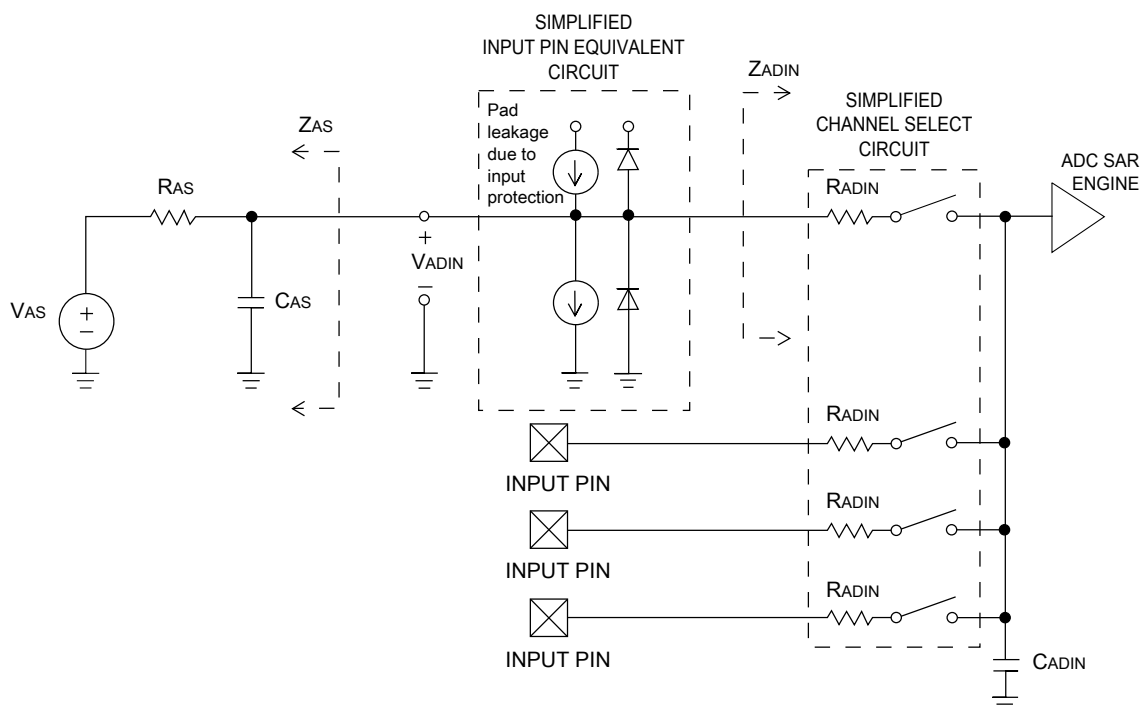 SIMPLIFIED
INPUT PIN EQUIVALENT
CIRCUIT
ZADIN
SIMPLIFIED
CHANNEL SELECT
CIRCUIT
Pad
leakage
due to
input
protection
ZAS
RAS
RADIN
ADC SAR
ENGINE
+
VADIN
–
VAS
+
–
CAS
RADIN
INPUT PIN
RADIN
INPUT PIN
RADIN
INPUT PIN
CADIN